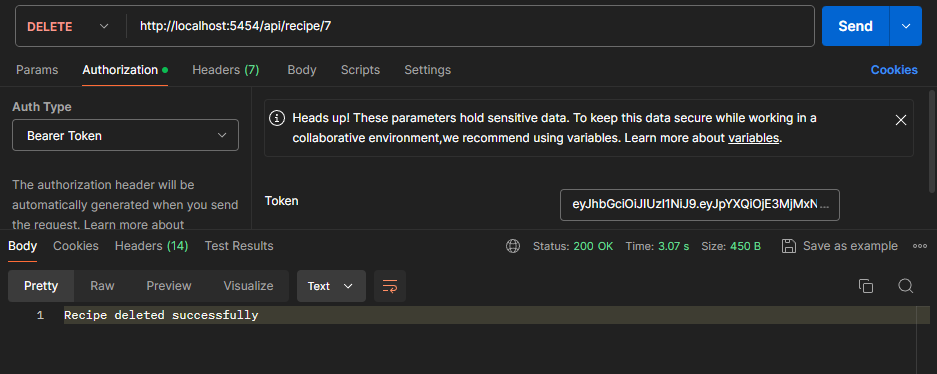 DELETE http://localhost:5454/api/recipe/7 Send
Params Authorization Headers (7) Body Scripts Settings Cookies
Auth Type
Bearer Token
The authorization header will be
automatically generated when you send
the request. Learn more about
Heads up! These parameters hold sensitive data. To keep this data secure while working in a
collaborative environment,we recommend using variables. Learn more about variables.
Token eyJhbGciOiJIUzI1NiJ9.eyJpYXQiOjE3MjMxN...
Body Cookies Headers (14) Test Results Status: 200 OK Time: 3.07 s Size: 450 B Save as example
Pretty Raw Preview Visualize Text
1 Recipe deleted successfully